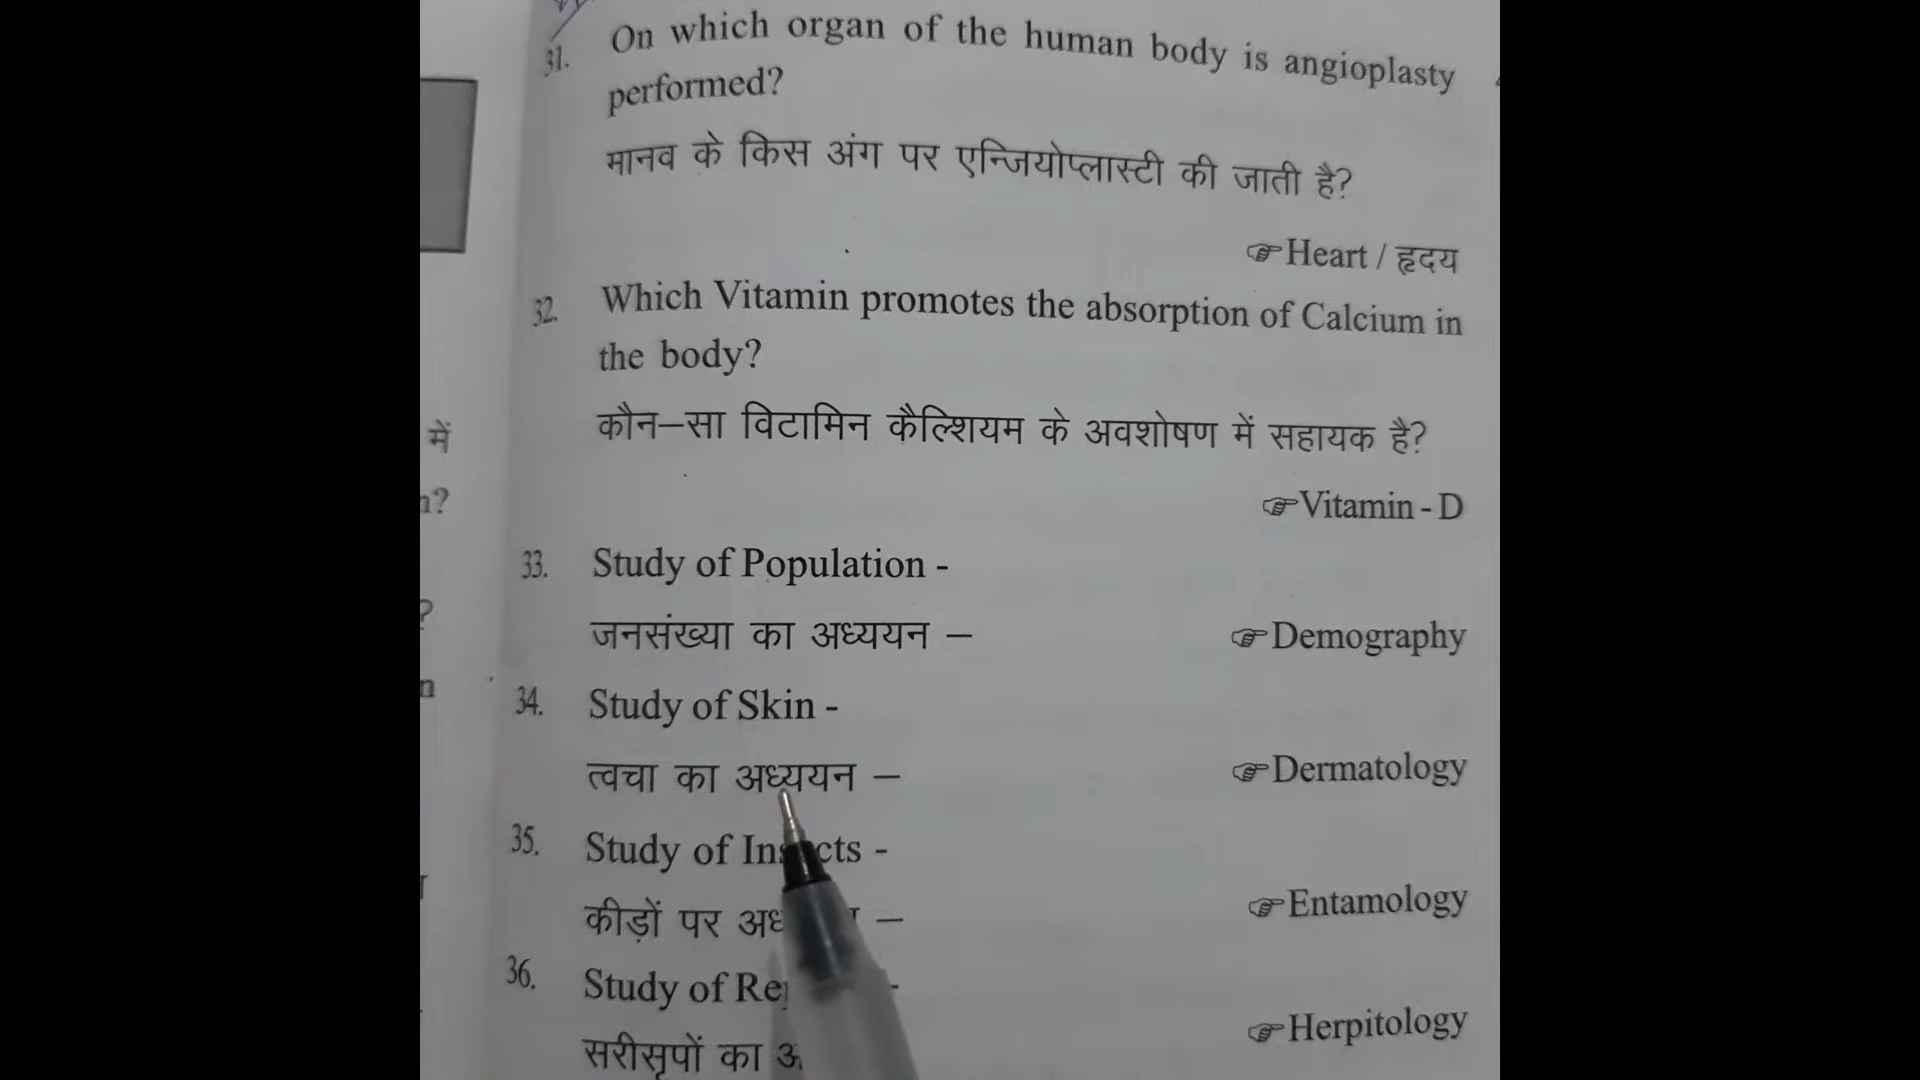 31. On which organ of the human body is angioplasty
performed?
मानव के किस अंग पर एन्जियोप्लास्टी की जाती है?
☞Heart / हृदय
32. Which Vitamin promotes the absorption of Calcium in
the body?
कौन–सा विटामिन कैल्शियम के अवशोषण में सहायक है?
☞Vitamin - D
33. Study of Population -
जनसंख्या का अध्ययन – ☞Demography
34. Study of Skin -
त्वचा का अध्ययन – ☞Dermatology
35. Study of -
कीड़ों पर – ☞Entamology
36. Study of -
सरीसृपों का ☞Herpitology
में